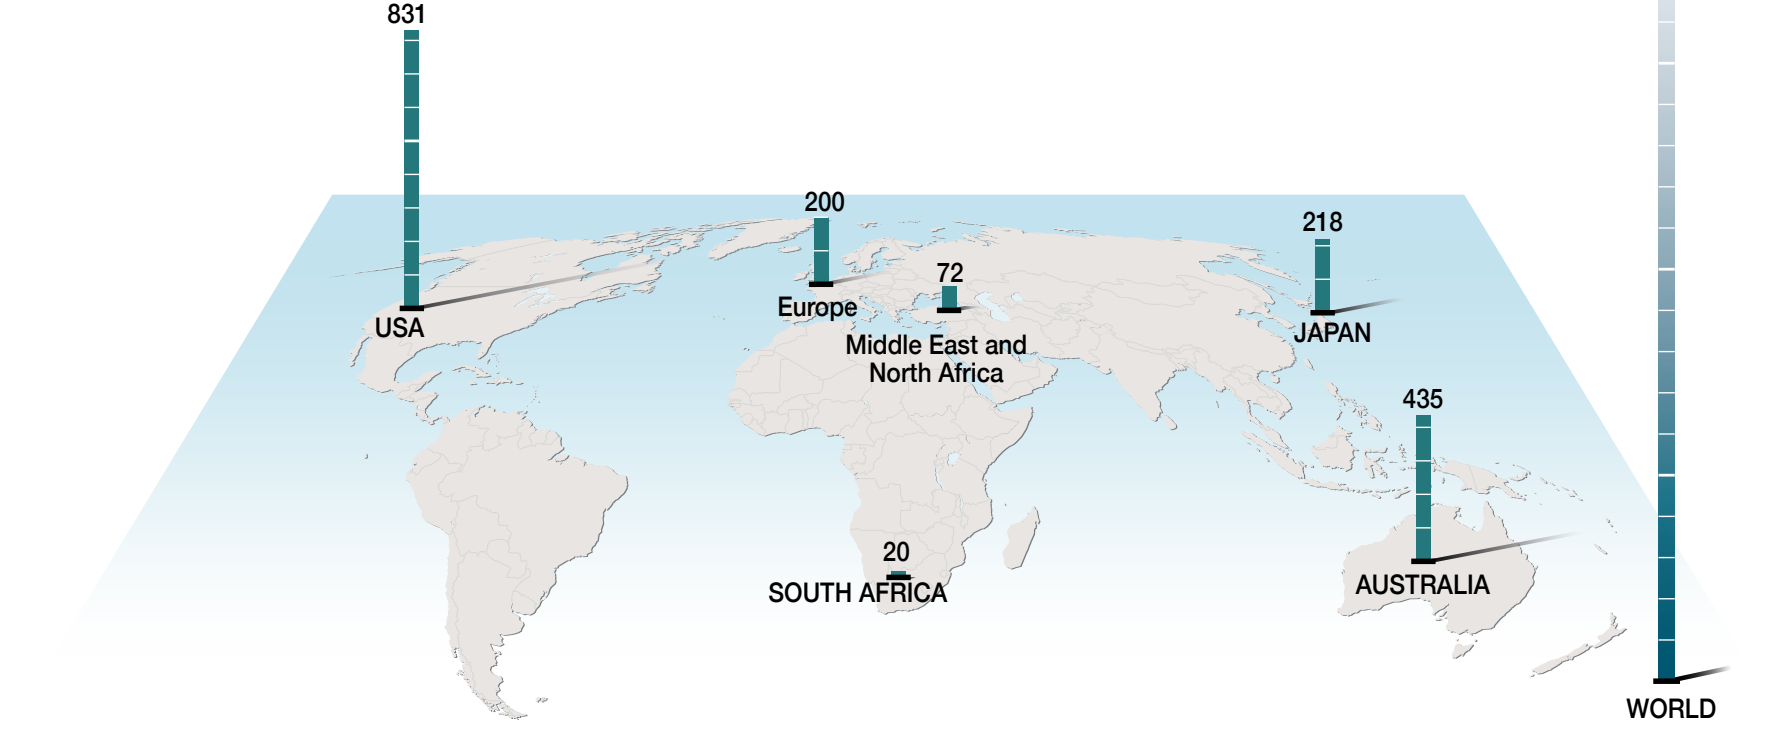 831
200
218
72
USA
Europe
JAPAN
Middle East and
North Africa
435
20
SOUTH AFRICA
AUSTRALIA
WORLD